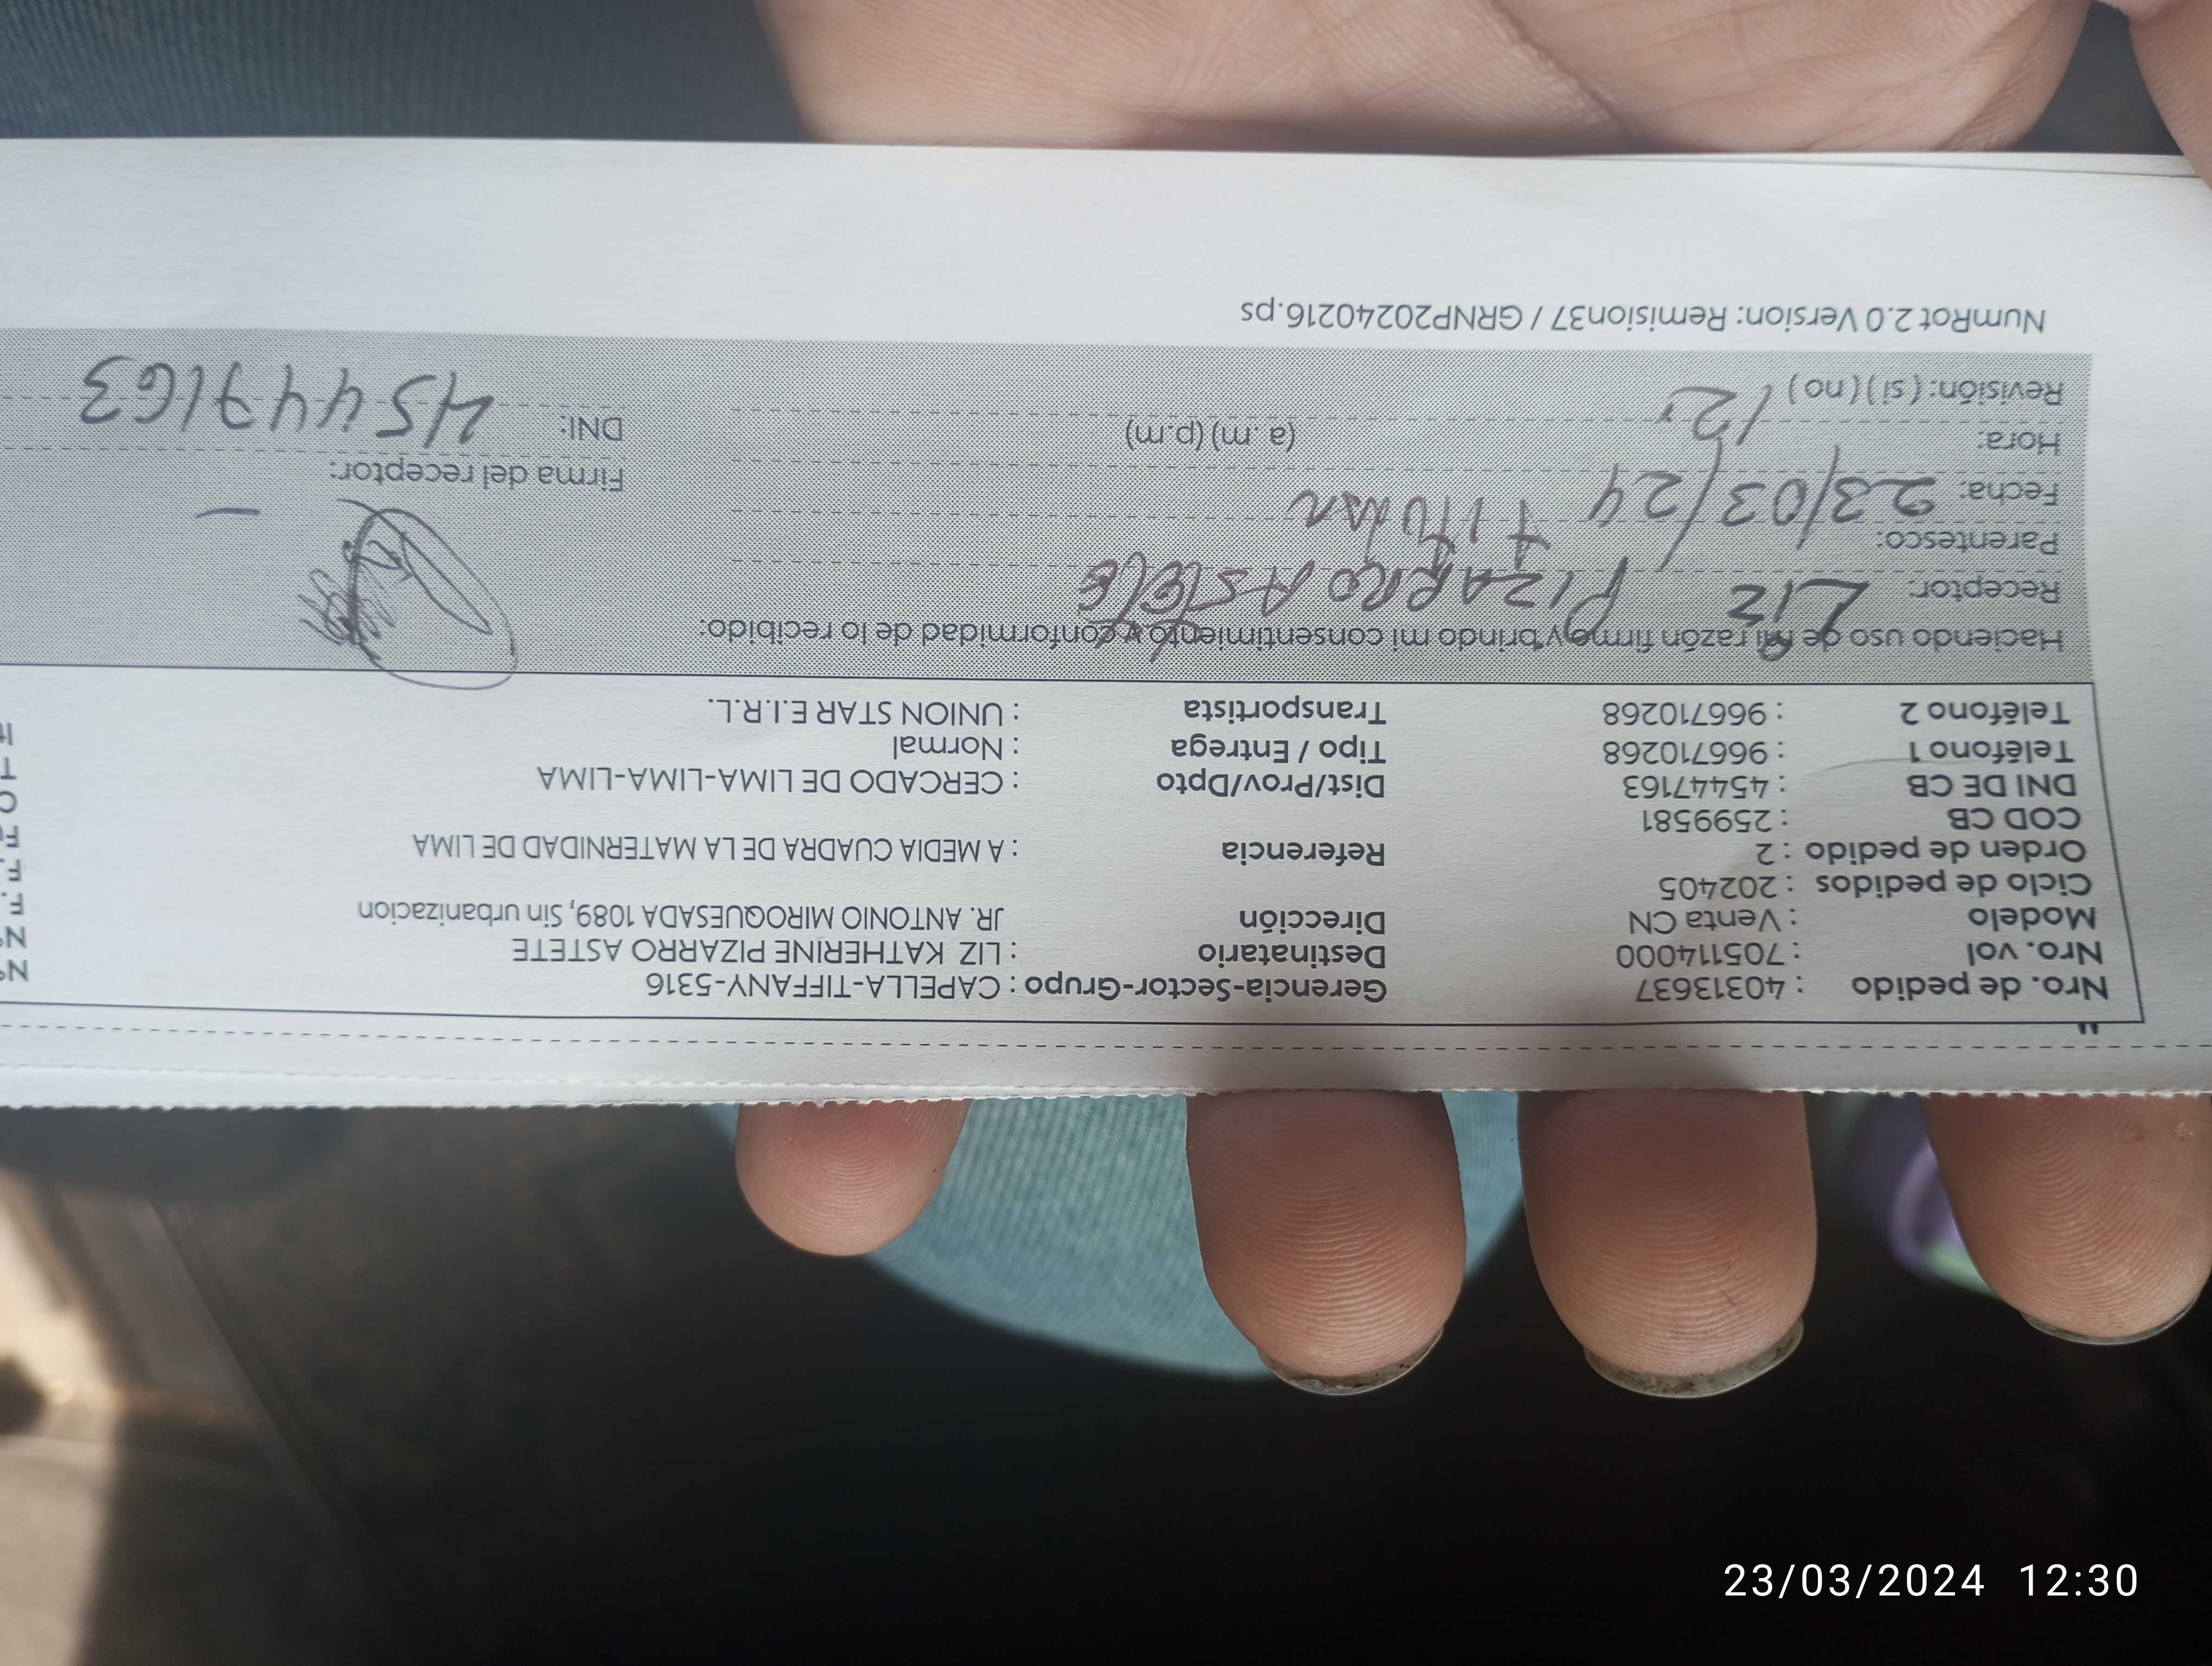 Nro. de pedido : 40313637 Gerencia-Sector-Grupo : CAPELLA-TIFFANY-5316
Nro. vol : 705114000 Destinatario : LIZ KATHERINE PIZARRO ASTETE
Modelo : Venta CN Dirección JR. ANTONIO MIROQUESADA 1089, Sin urbanizacion
Ciclo de pedidos : 202405
Orden de pedido : 2 Referencia : A MEDIA CUADRA DE LA MATERNIDAD DE LIMA
COD CB : 2599581
DNI DE CB : 45447163 Dist/Prov/Dpto : CERCADO DE LIMA-LIMA-LIMA
Teléfono 1 : 966710268 Tipo / Entrega : Normal
Teléfono 2 : 966710268 Transportista : UNION STAR E.I.R.L.
Haciendo uso de mi razón firmo y brindo mi consentimiento y conformidad de lo recibido:
Receptor: LIZ PIZARRO ASTETE
Parentesco: titular
Fecha: 23/03/24 Firma del receptor:
Hora: 12 (a .m) (p.m) DNI: 45447163
Revisión: ( si ) ( no )
NumRot 2.0 Version: Remision37 / GRNP20240216.ps
23/03/2024 12:30